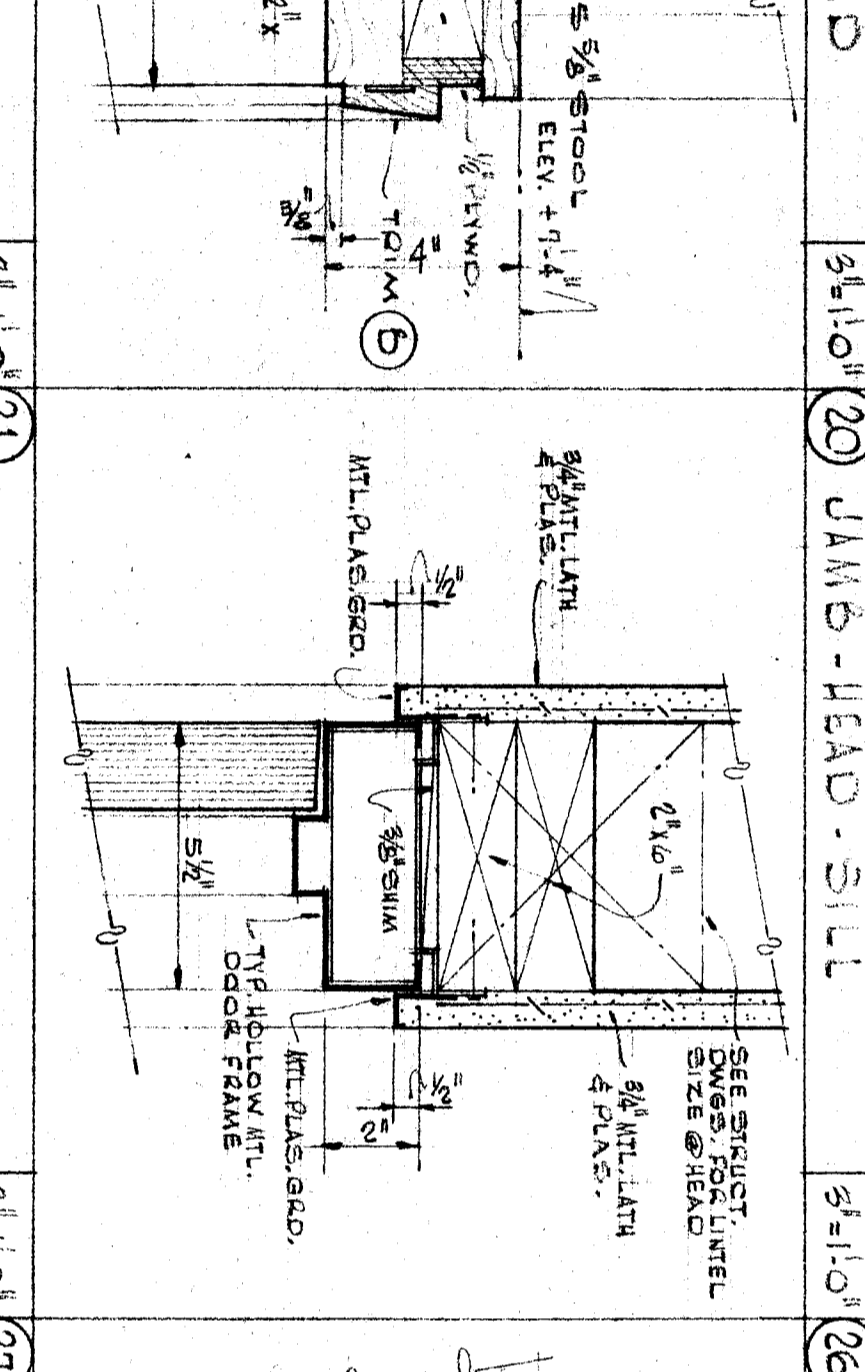 5/8" STOOL
ELEV. + 7-4"
1/2" PLYWD.
TRIM
b
4"
3/8"
2" X
D
3"=1'-0"
20 JAMB - HEAD - SILL
3"=1'-0"
26
21
27
3/4" MTL. LATH
& PLAS.
MTL. PLAS. GRD.
1/2"
2" X 6"
3/8" SHIM
5 1/2"
SEE STRUCT.
DWGS. FOR LINTEL
SIZE @ HEAD
3/4" MTL. LATH
& PLAS.
1/2"
2"
MTL. PLAS. GRD.
TYP. HOLLOW MTL.
DOOR FRAME